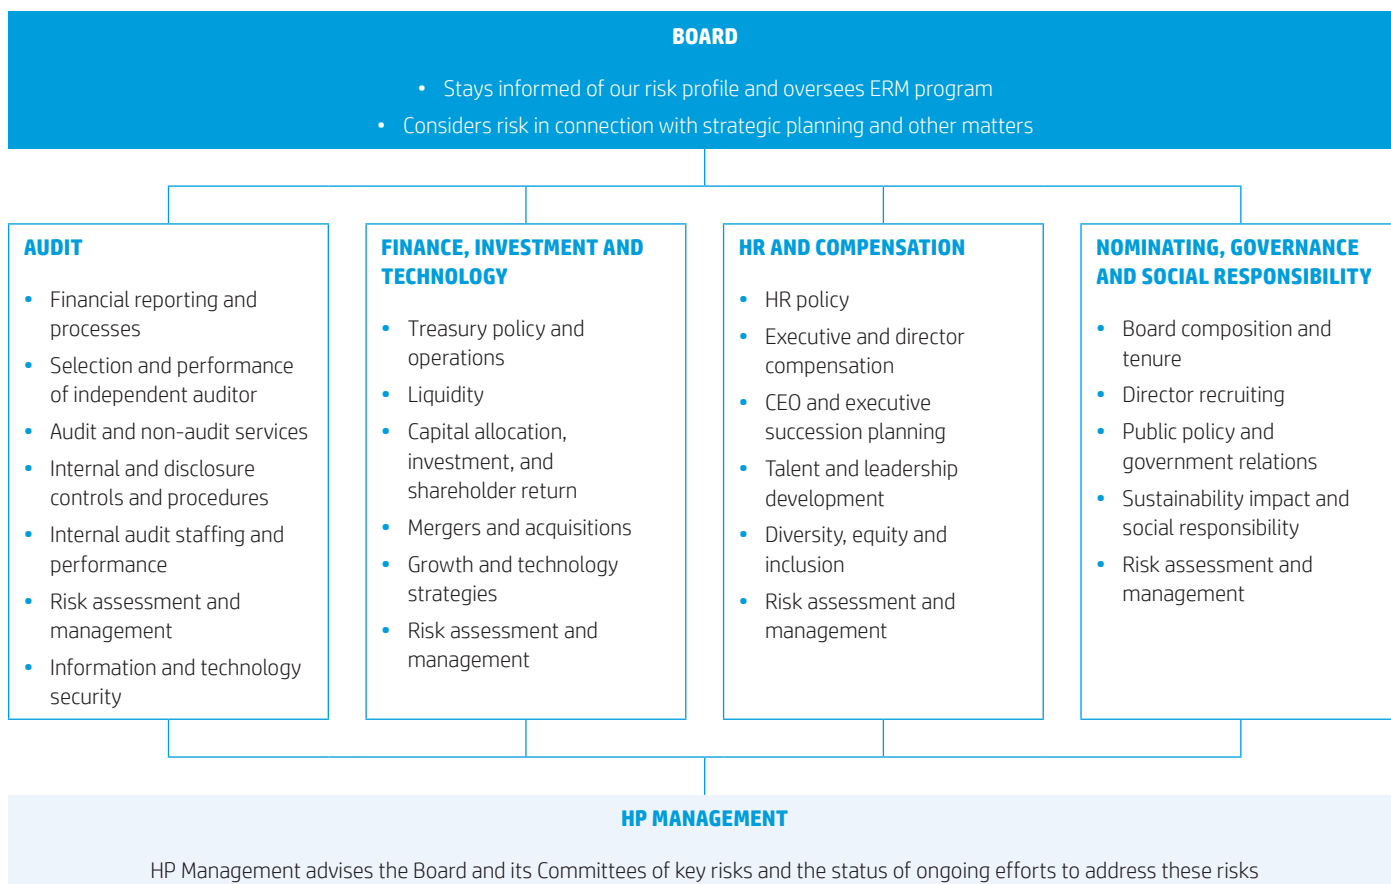 BOARD
• Stays informed of our risk profile and oversees ERM program
• Considers risk in connection with strategic planning and other matters
AUDIT
• Financial reporting and
processes
• Selection and performance
of independent auditor
• Audit and non-audit services
• Internal and disclosure
controls and procedures
• Internal audit staffing and
performance
• Risk assessment and
management
• Information and technology
security
FINANCE, INVESTMENT AND
TECHNOLOGY
• Treasury policy and
operations
• Liquidity
• Capital allocation,
investment, and
shareholder return
• Mergers and acquisitions
• Growth and technology
strategies
• Risk assessment and
management
HR AND COMPENSATION
• HR policy
• Executive and director
compensation
• CEO and executive
succession planning
• Talent and leadership
development
• Diversity, equity and
inclusion
• Risk assessment and
management
NOMINATING, GOVERNANCE
AND SOCIAL RESPONSIBILITY
• Board composition and
tenure
• Director recruiting
• Public policy and
government relations
• Sustainability impact and
social responsibility
• Risk assessment and
management
HP MANAGEMENT
HP Management advises the Board and its Committees of key risks and the status of ongoing efforts to address these risks